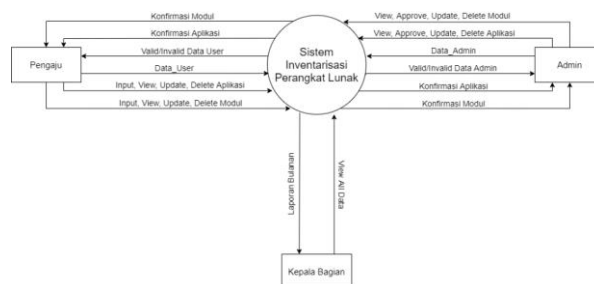 Konfirmasi Modul
Konfirmasi Aplikasi
Valid/Invalid Data User
Data_User
Input, View, Update, Delete Aplikasi
Input, View, Update, Delete Modul
Pengaju
Sistem
Inventarisasi
Perangkat Lunak
View, Approve, Update, Delete Modul
View, Approve, Update, Delete Aplikasi
Data_Admin
Valid/Invalid Data Admin
Konfirmasi Aplikasi
Konfirmasi Modul
Admin
Laporan Bulanan
View All Data
Kepala Bagian